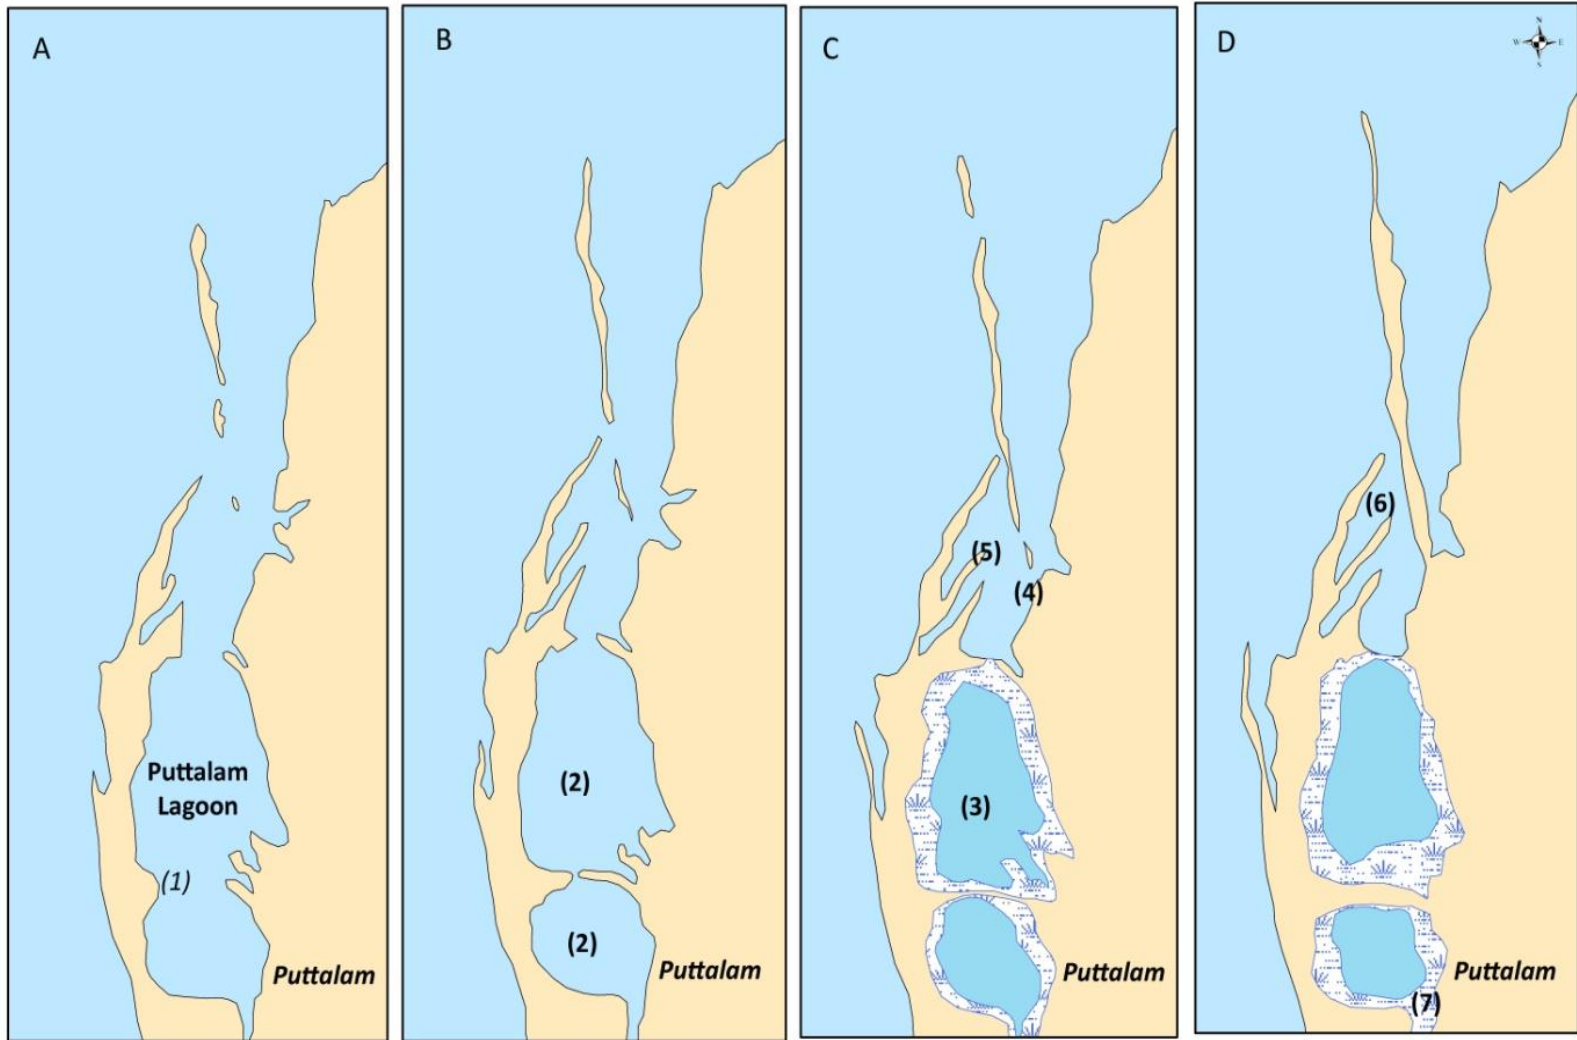 A
Puttalam
Lagoon
(1)
Puttalam
B
(2)
(2)
Puttalam
C
(5)
(4)
(3)
Puttalam
D
N
W E
S
(6)
Puttalam
(7)